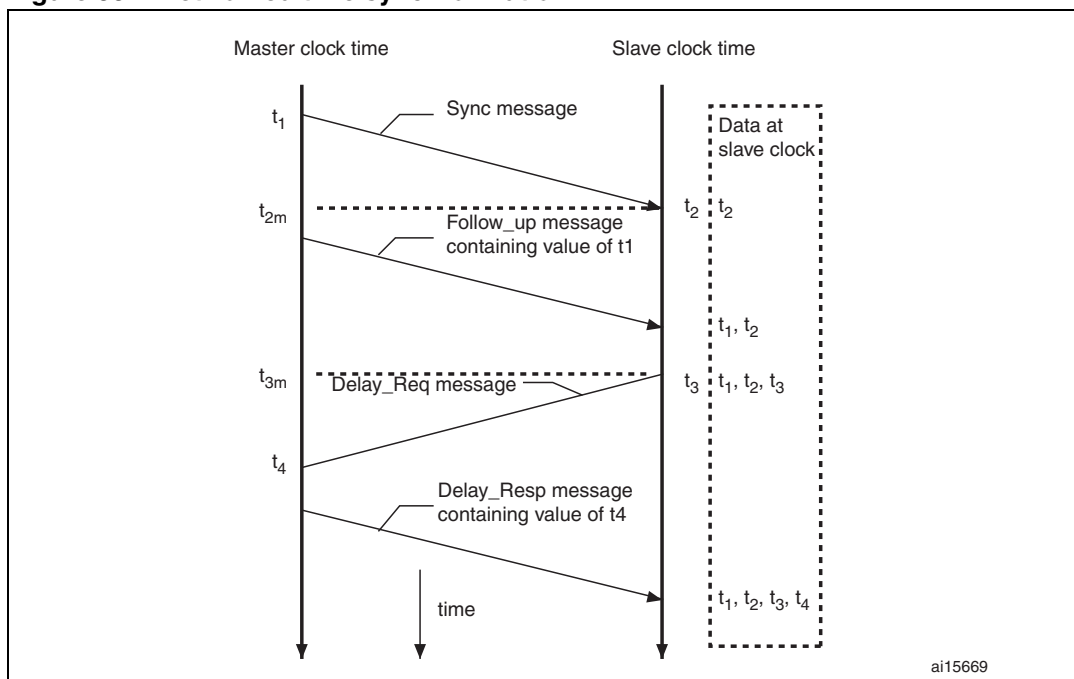 Master clock time
Slave clock time
t1
Sync message
Data at
slave clock
t2m
t2
t2
Follow_up message
containing value of t1
t1, t2
t3m
Delay_Req message
t3
t1, t2, t3
t4
Delay_Resp message
containing value of t4
t1, t2, t3, t4
time
ai15669